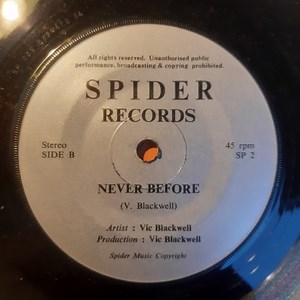 All rights reserved. Unauthorised public
performance, broadcasting & copying prohibited.
SPIDER
RECORDS
Stereo
SIDE B
45 rpm
SP 2
NEVER BEFORE
(V. Blackwell)
Artist : Vic Blackwell
Production : Vic Blackwell
Spider Music Copyright